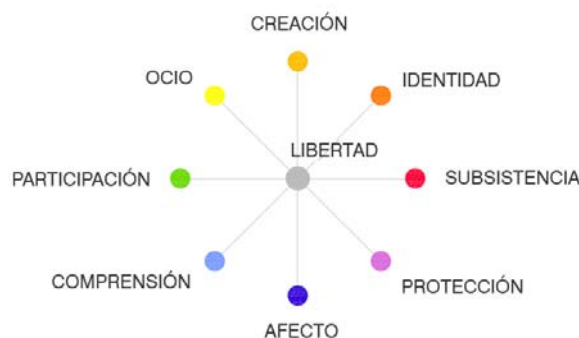 CREACIÓN
OCIO
IDENTIDAD
LIBERTAD
PARTICIPACIÓN
SUBSISTENCIA
COMPRENSIÓN
PROTECCIÓN
AFECTO